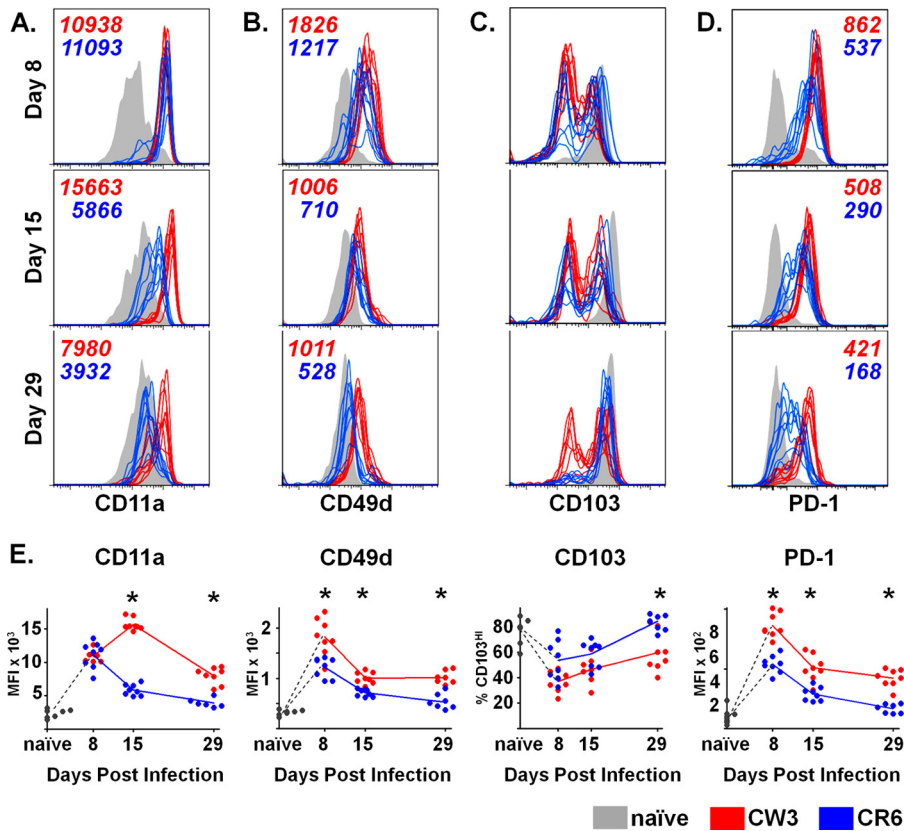 A. B. C. D.
Day 8
10938
11093
1826
1217
862
537
Day 15
15663
5866
1006
710
508
290
Day 29
7980
3932
1011
528
421
168
CD11a CD49d CD103 PD-1
E.
CD11a CD49d CD103 PD-1
* * * * * * * * *
MFI x 10³
15
10
5
naïve 8 15 29
Days Post Infection
MFI x 10³
2
1
naïve 8 15 29
Days Post Infection
% CD103ᴴⁱ
80
60
40
20
naïve 8 15 29
Days Post Infection
MFI x 10²
8
6
4
2
naïve 8 15 29
Days Post Infection
naïve CW3 CR6